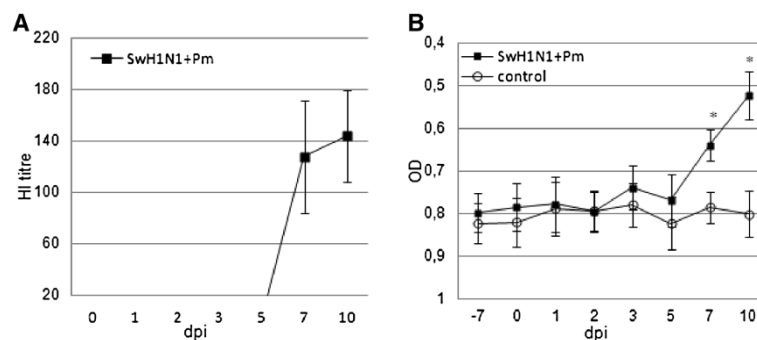 A
220
180
140
100
60
20
HI titre
SwH1N1+Pm
0 1 2 3 5 7 10
dpi
B
0,4
0,5
0,6
0,7
0,8
0,9
1
OD
SwH1N1+Pm
control
*
*
-7 0 1 2 3 5 7 10
dpi